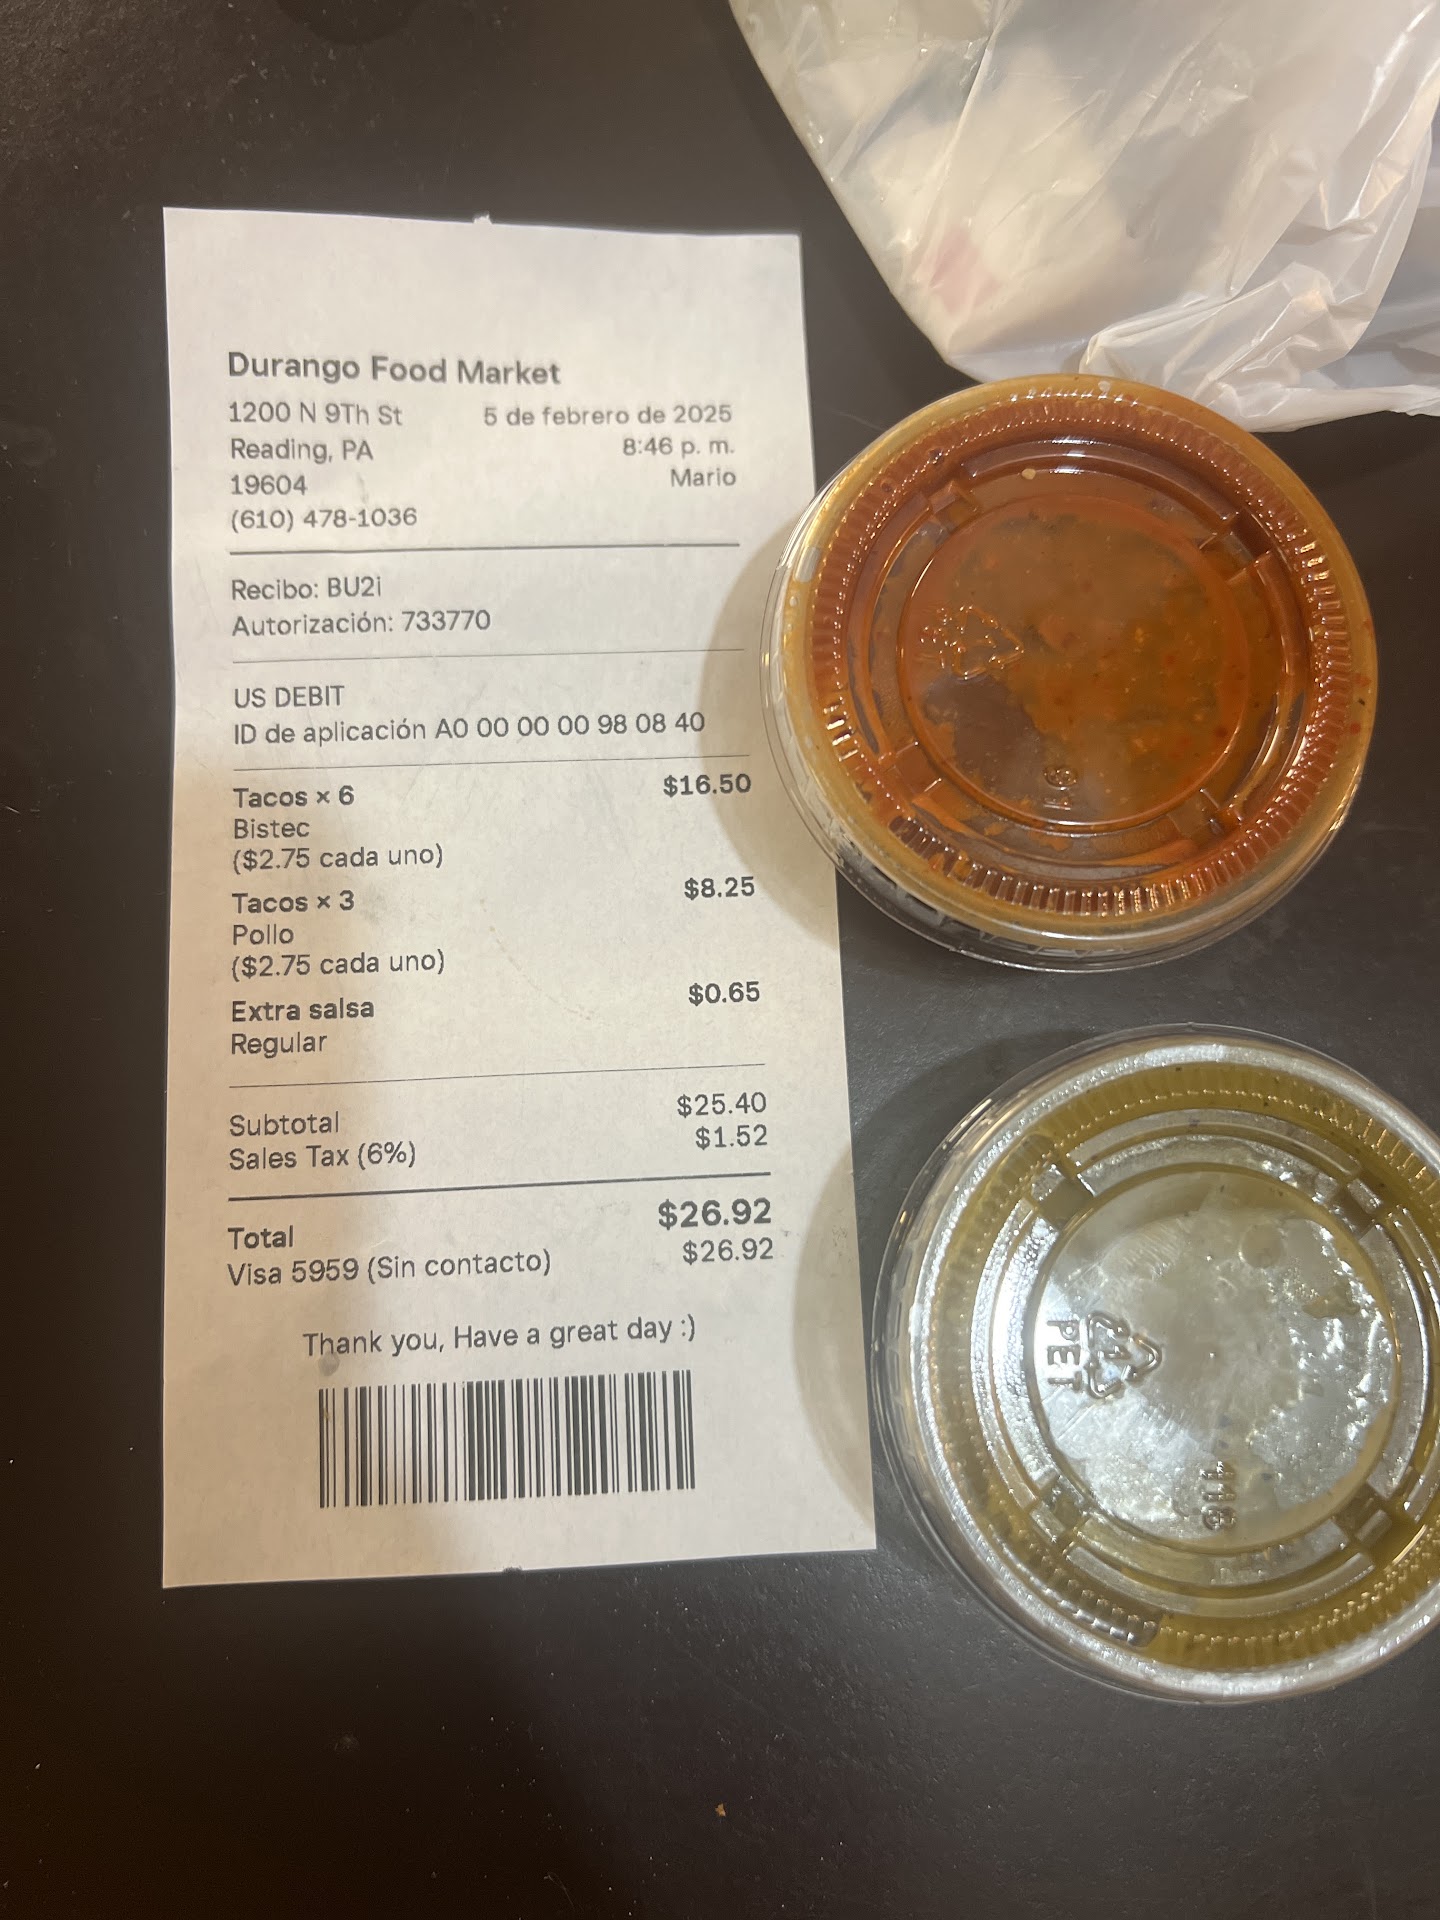 Durango Food Market
1200 N 9Th St
Reading, PA
19604
(610) 478-1036
5 de febrero de 2025
8:46 p. m.
Mario
Recibo: BU2i
Autorización: 733770
US DEBIT
ID de aplicación A0 00 00 00 98 08 40
Tacos × 6 $16.50
Bistec
($2.75 cada uno)
Tacos × 3 $8.25
Pollo
($2.75 cada uno)
Extra salsa $0.65
Regular
Subtotal $25.40
Sales Tax (6%) $1.52
Total $26.92
Visa 5959 (Sin contacto) $26.92
Thank you, Have a great day :)
1
PET